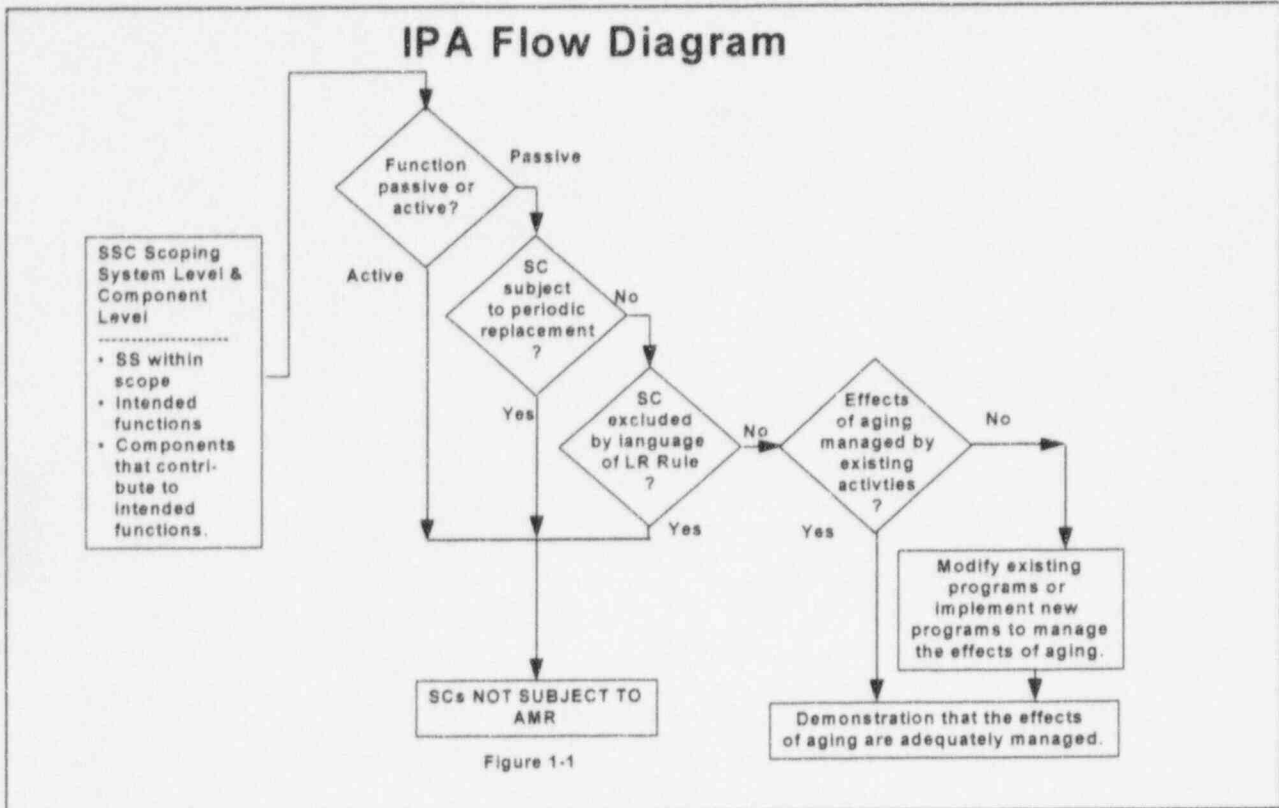 IPA Flow Diagram
SSC Scoping
System Level &
Component
Level
------------------
• SS within
scope
• Intended
functions
• Components
that contri-
bute to
intended
functions.
Function
passive or
active?
Passive
Active
SC
subject
to periodic
replacement
?
No
Yes
SC
excluded
by language
of LR Rule
?
No
Yes
Effects
of aging
managed by
existing
activties
?
No
Yes
Modify existing
programs or
implement new
programs to manage
the effects of aging.
SCs NOT SUBJECT TO
AMR
Demonstration that the effects
of aging are adequately managed.
Figure 1-1